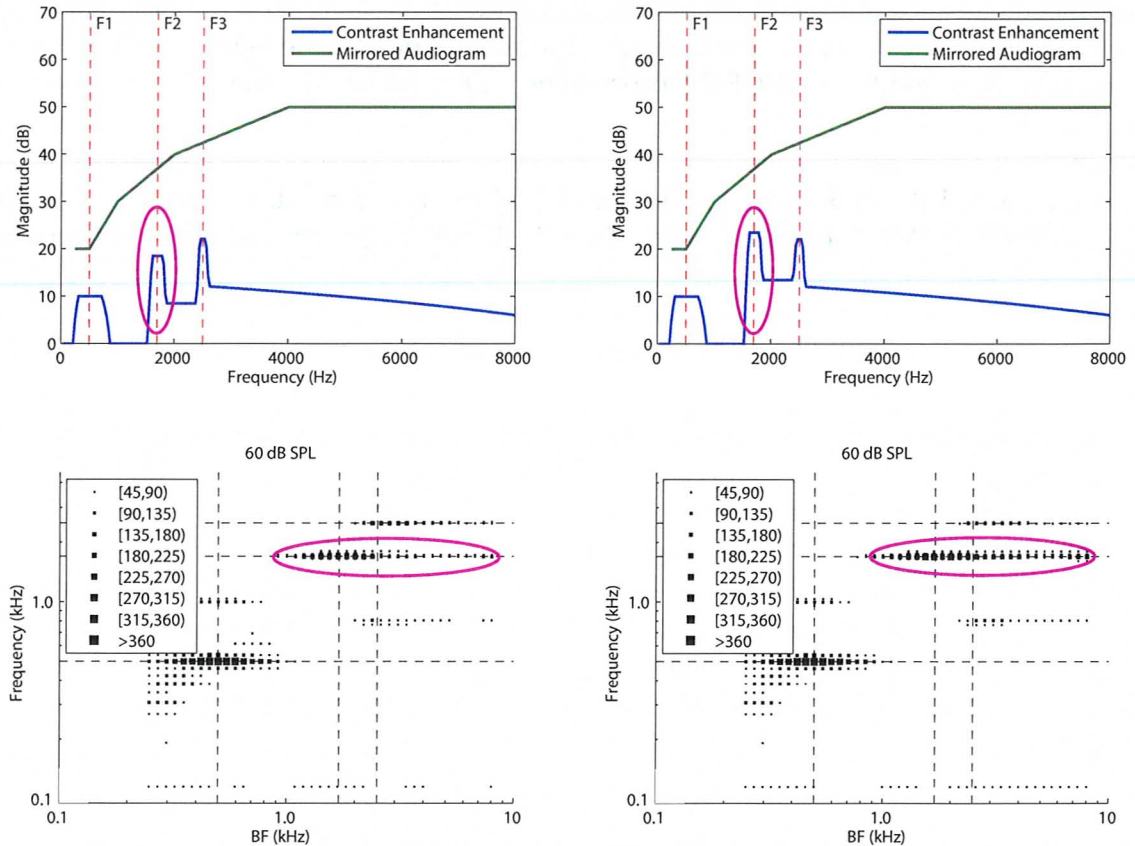 F1 F2 F3
Contrast Enhancement
Mirrored Audiogram
Magnitude (dB)
70
60
50
40
30
20
10
0
0 2000 4000 6000 8000
Frequency (Hz)
F1 F2 F3
Contrast Enhancement
Mirrored Audiogram
Magnitude (dB)
70
60
50
40
30
20
10
0
0 2000 4000 6000 8000
Frequency (Hz)
60 dB SPL
[45,90)
[90,135)
[135,180)
[180,225)
[225,270)
[270,315)
[315,360)
>360
Frequency (kHz)
1.0
0.1
0.1 1.0 10
BF (kHz)
60 dB SPL
[45,90)
[90,135)
[135,180)
[180,225)
[225,270)
[270,315)
[315,360)
>360
Frequency (kHz)
1.0
0.1
0.1 1.0 10
BF (kHz)